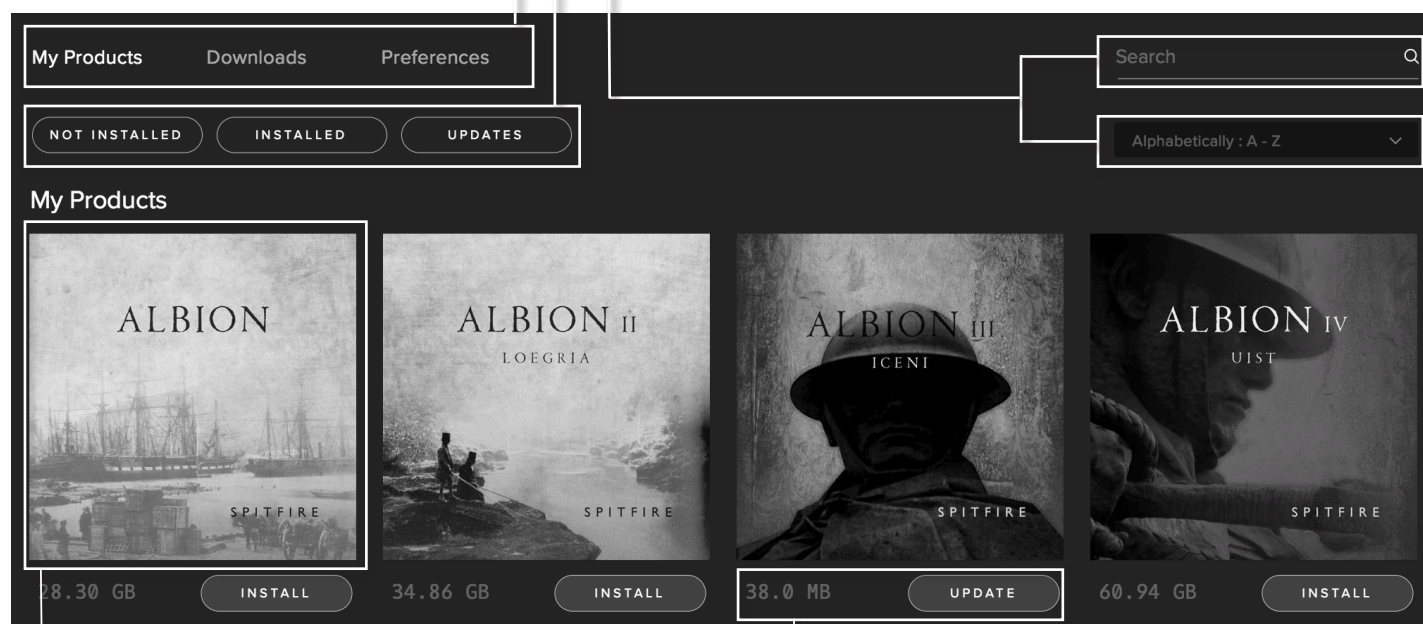 My Products Downloads Preferences
Search
NOT INSTALLED INSTALLED UPDATES
Alphabetically : A - Z
My Products
ALBION
SPITFIRE
ALBION II
LOEGRIA
SPITFIRE
ALBION III
ICENI
SPITFIRE
ALBION IV
UIST
SPITFIRE
28.30 GB INSTALL
34.86 GB INSTALL
38.0 MB UPDATE
60.94 GB INSTALL